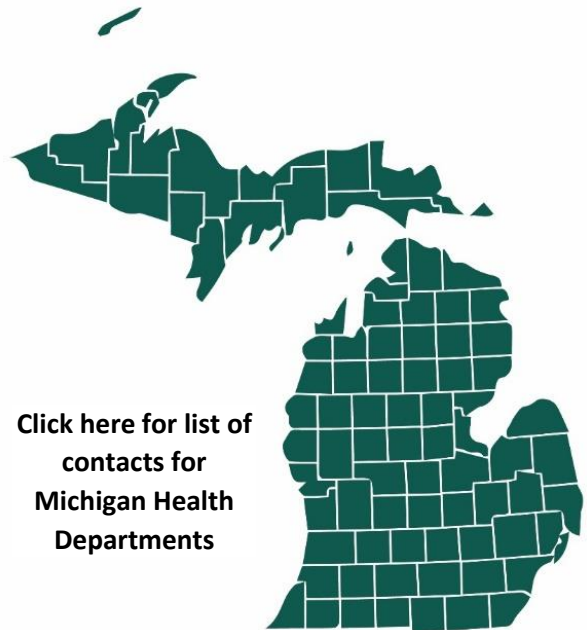 Click here for list of
contacts for
Michigan Health
Departments